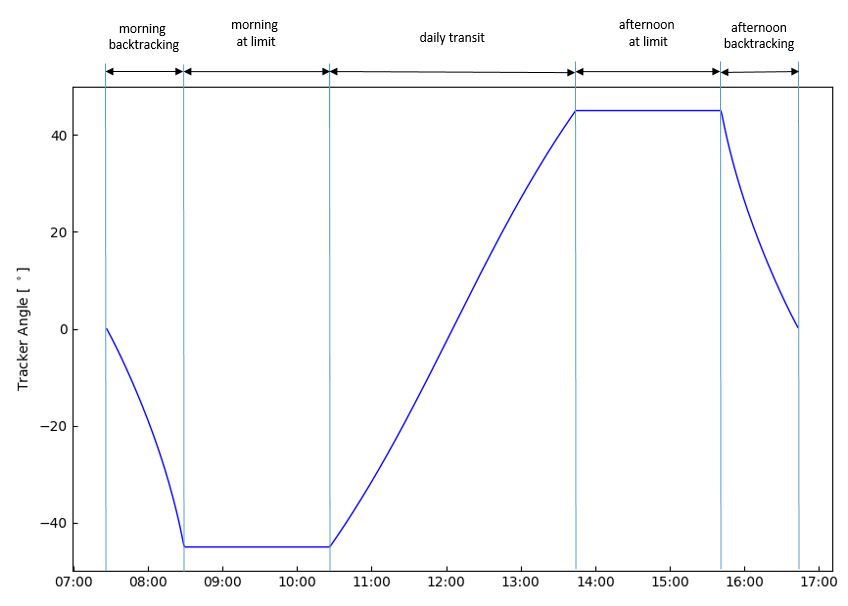 morning
backtracking
morning
at limit
daily transit
afternoon
at limit
afternoon
backtracking
Tracker Angle [ ° ]
40
20
0
−20
−40
07:00 08:00 09:00 10:00 11:00 12:00 13:00 14:00 15:00 16:00 17:00